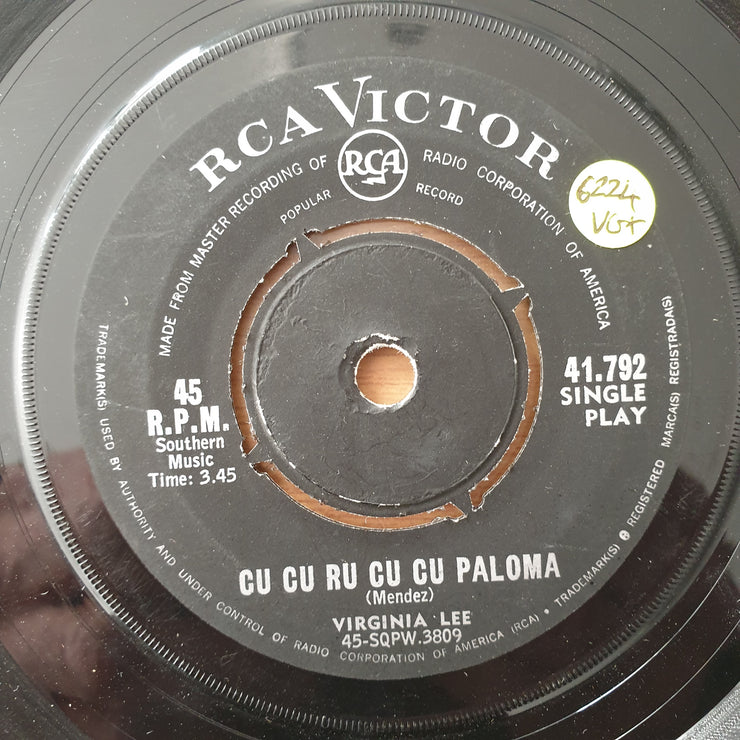 RCA VICTOR
RCA
MADE FROM MASTER RECORDING OF RADIO CORPORATION OF AMERICA
POPULAR RECORD
6224
VG+
45
R.P.M.
Southern
Music
Time: 3.45
41.792
SINGLE
PLAY
CU CU RU CU CU PALOMA
(Mendez)
VIRGINIA LEE
45-SQPW.3809
TRADEMARK(S) USED BY AUTHORITY AND UNDER CONTROL OF RADIO CORPORATION OF AMERICA (RCA) • TRADEMARK(S) ® REGISTERED MARCA(S) REGISTRADA(S)